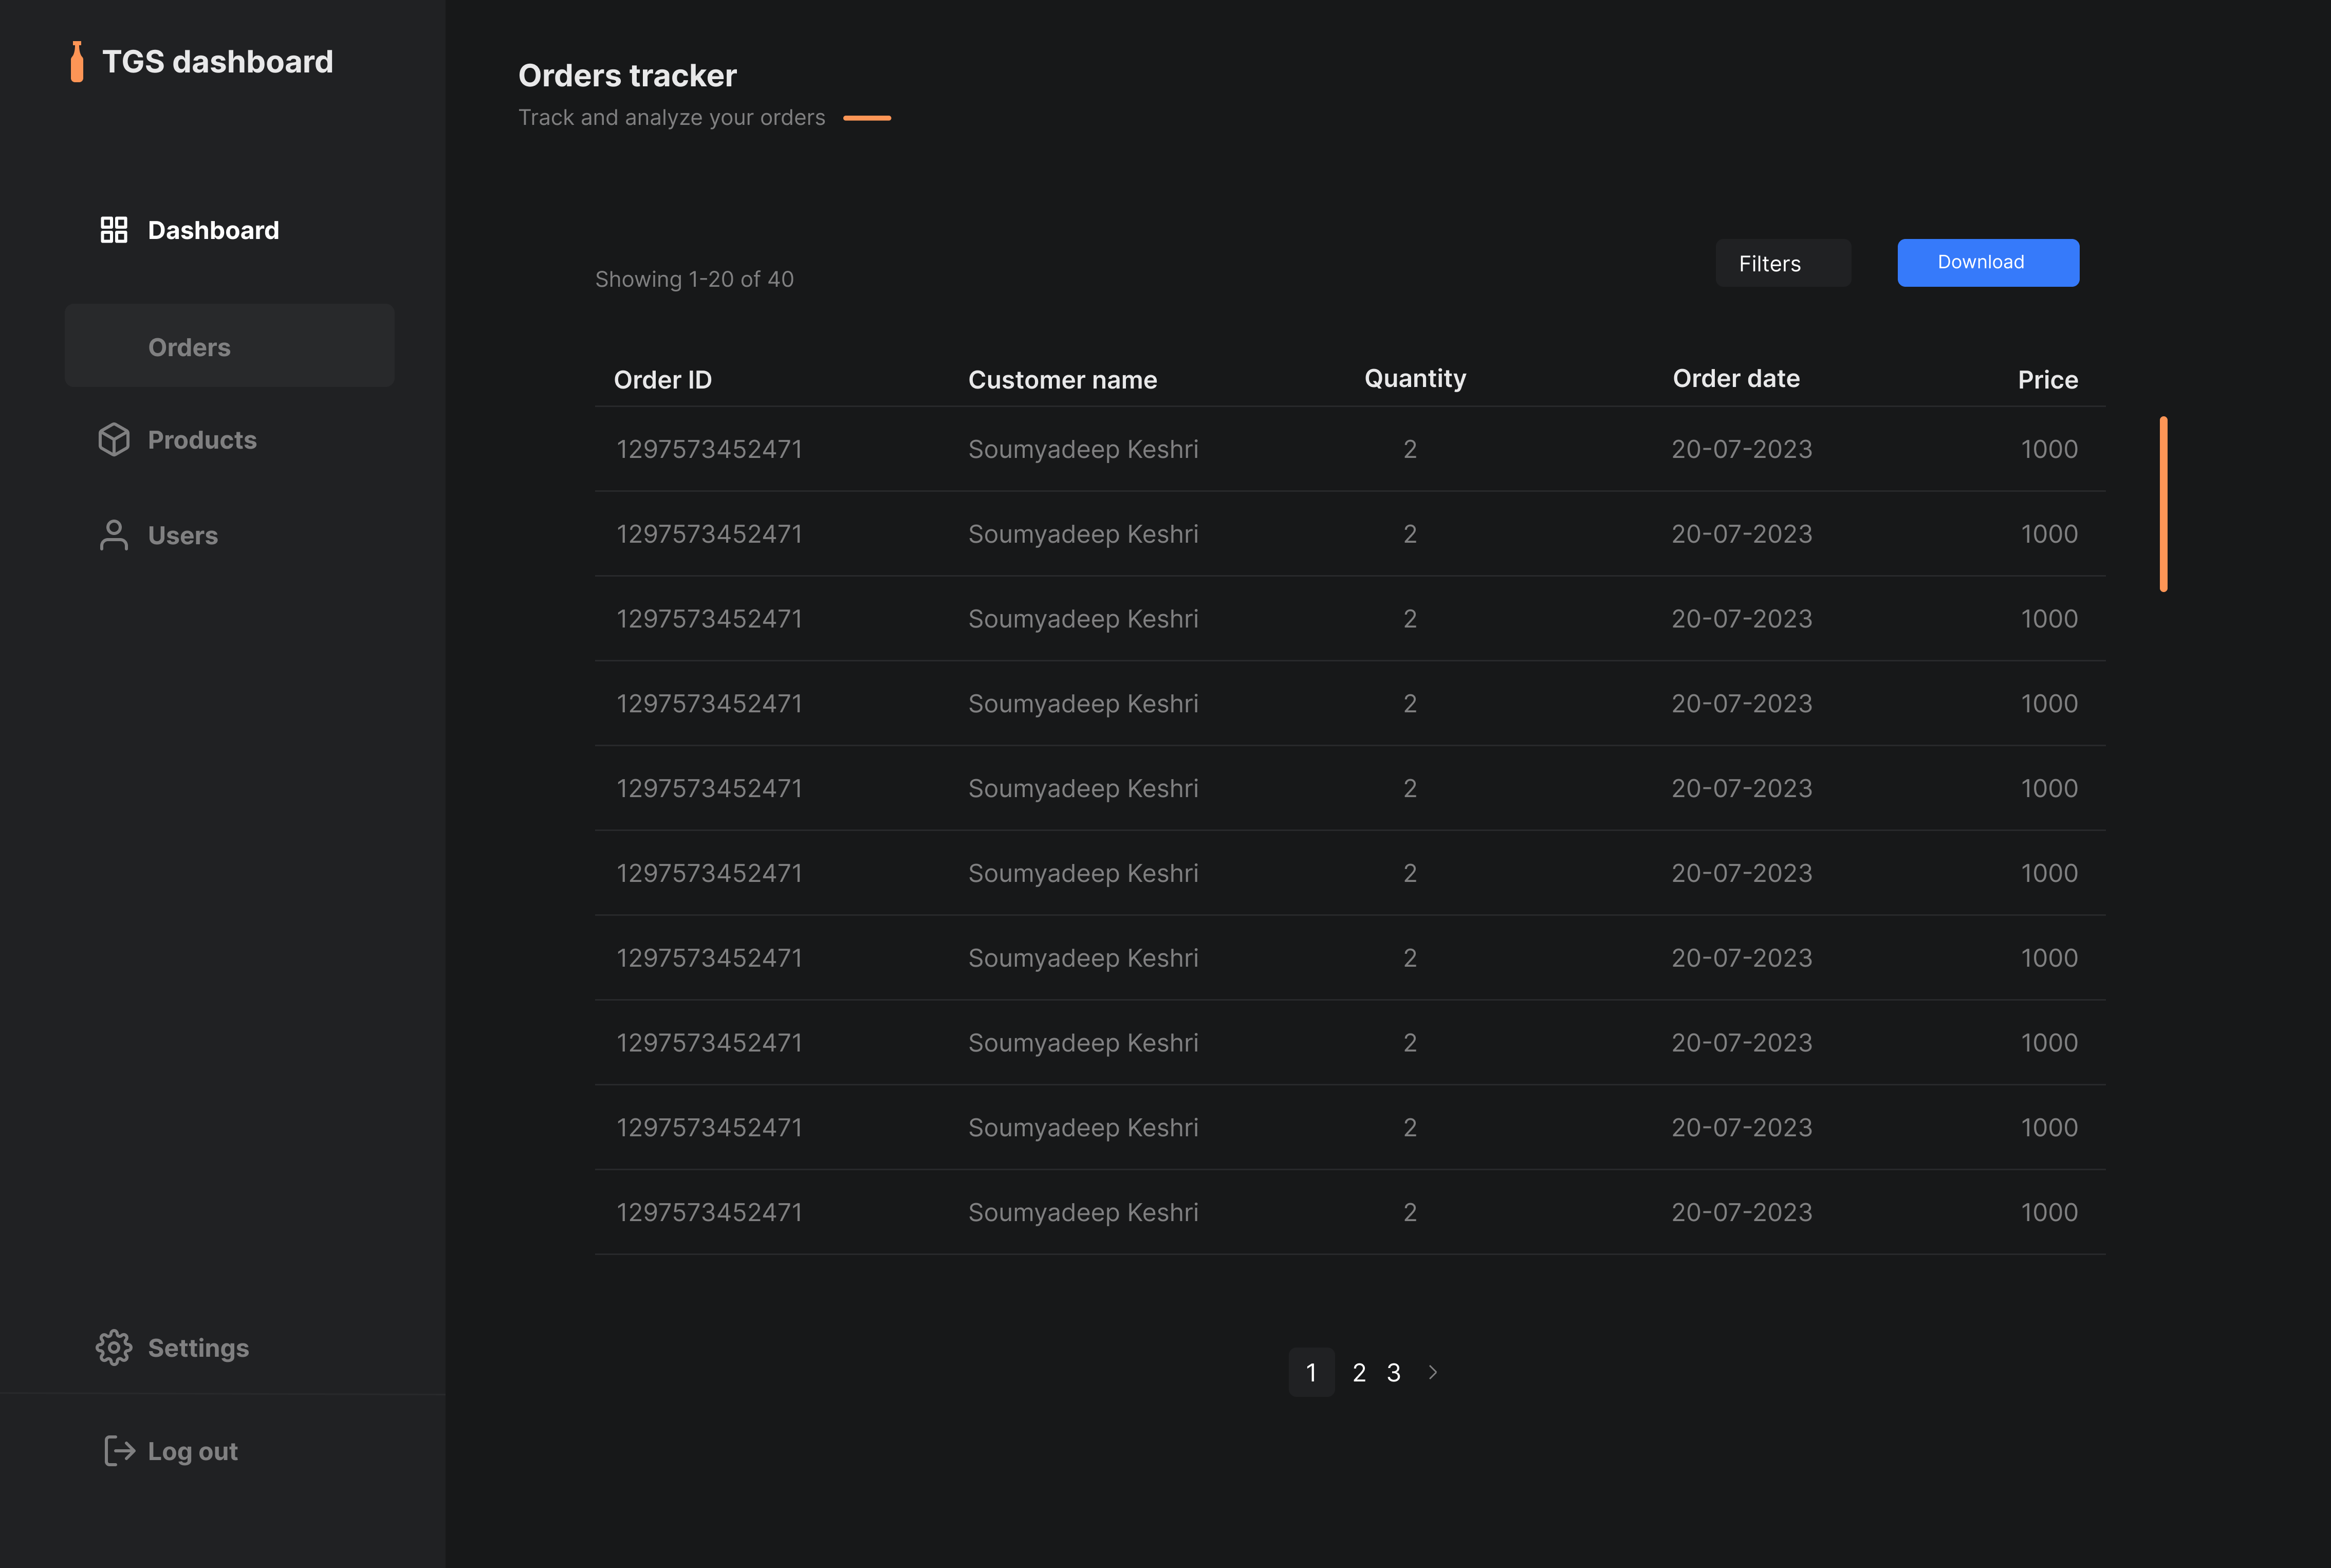 TGS dashboard
Dashboard
Orders
Products
Users
Settings
Log out
Orders tracker
Track and analyze your orders
Showing 1-20 of 40
Filters
Download
Order ID Customer name Quantity Order date Price
1297573452471 Soumyadeep Keshri 2 20-07-2023 1000
1297573452471 Soumyadeep Keshri 2 20-07-2023 1000
1297573452471 Soumyadeep Keshri 2 20-07-2023 1000
1297573452471 Soumyadeep Keshri 2 20-07-2023 1000
1297573452471 Soumyadeep Keshri 2 20-07-2023 1000
1297573452471 Soumyadeep Keshri 2 20-07-2023 1000
1297573452471 Soumyadeep Keshri 2 20-07-2023 1000
1297573452471 Soumyadeep Keshri 2 20-07-2023 1000
1297573452471 Soumyadeep Keshri 2 20-07-2023 1000
1297573452471 Soumyadeep Keshri 2 20-07-2023 1000
1 2 3